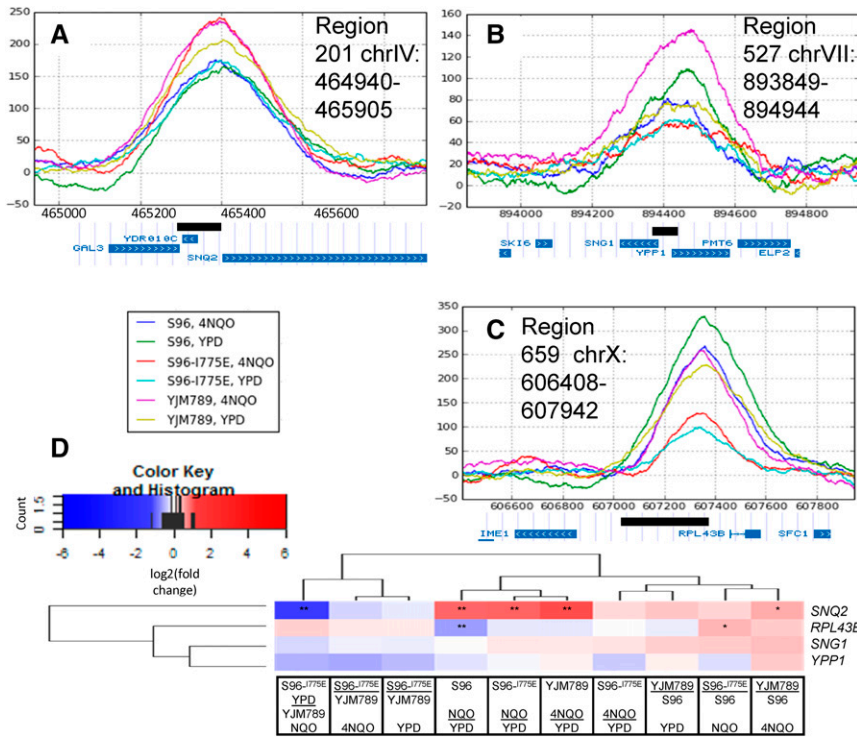 A
Region
201 chrIV:
464940-
465905
250
200
150
100
50
0
-50
465000
465200
465400
465600
YDR010C
GAL3
SNQ2
B
Region
527 chrVII:
893849-
894944
160
140
120
100
80
60
40
20
0
-20
894000
894200
894400
894600
894800
SKI6
SNG1
YPP1
PMT6
ELP2
S96, 4NQO
S96, YPD
S96-I775E, 4NQO
S96-I775E, YPD
YJM789, 4NQO
YJM789, YPD
C
Region
659 chrX:
606408-
607942
350
300
250
200
150
100
50
0
-50
606600
606800
607000
607200
607400
607600
607800
IME1
RPL43B
SFC1
D
Color Key
and Histogram
Count
0 1.5
-6 -4 -2 0 2 4 6
log2(fold
change)
** ** ** ** *
SNQ2
** *
RPL43B
SNG1
YPP1
S96-I775E
YPD
YJM789
NQO
S96-I775E
YJM789
4NQO
S96-I775E
YJM789
YPD
S96
NQO
YPD
S96-I775E
NQO
YPD
YJM789
4NQO
YPD
S96-I775E
4NQO
YPD
YJM789
S96
YPD
S96-I775E
S96
NQO
YJM789
S96
4NQO